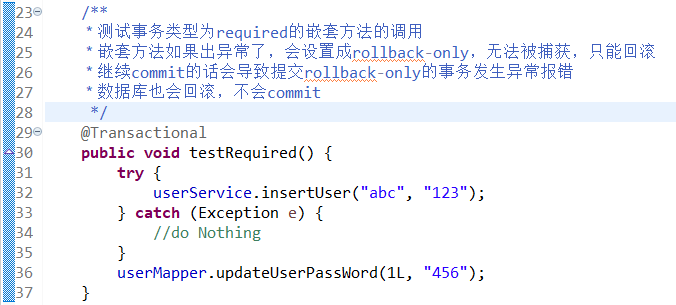 23 /**
24 * 测试事务类型为required的嵌套方法的调用
25 * 嵌套方法如果出异常了，会设置成rollback-only，无法被捕获，只能回滚
26 * 继续commit的话会导致提交rollback-only的事务发生异常报错
27 * 数据库也会回滚，不会commit
28 */
29 @Transactional
30 public void testRequired() {
31 try {
32 userService.insertUser("abc", "123");
33 } catch (Exception e) {
34 //do Nothing
35 }
36 userMapper.updateUserPassWord(1L, "456");
37 }